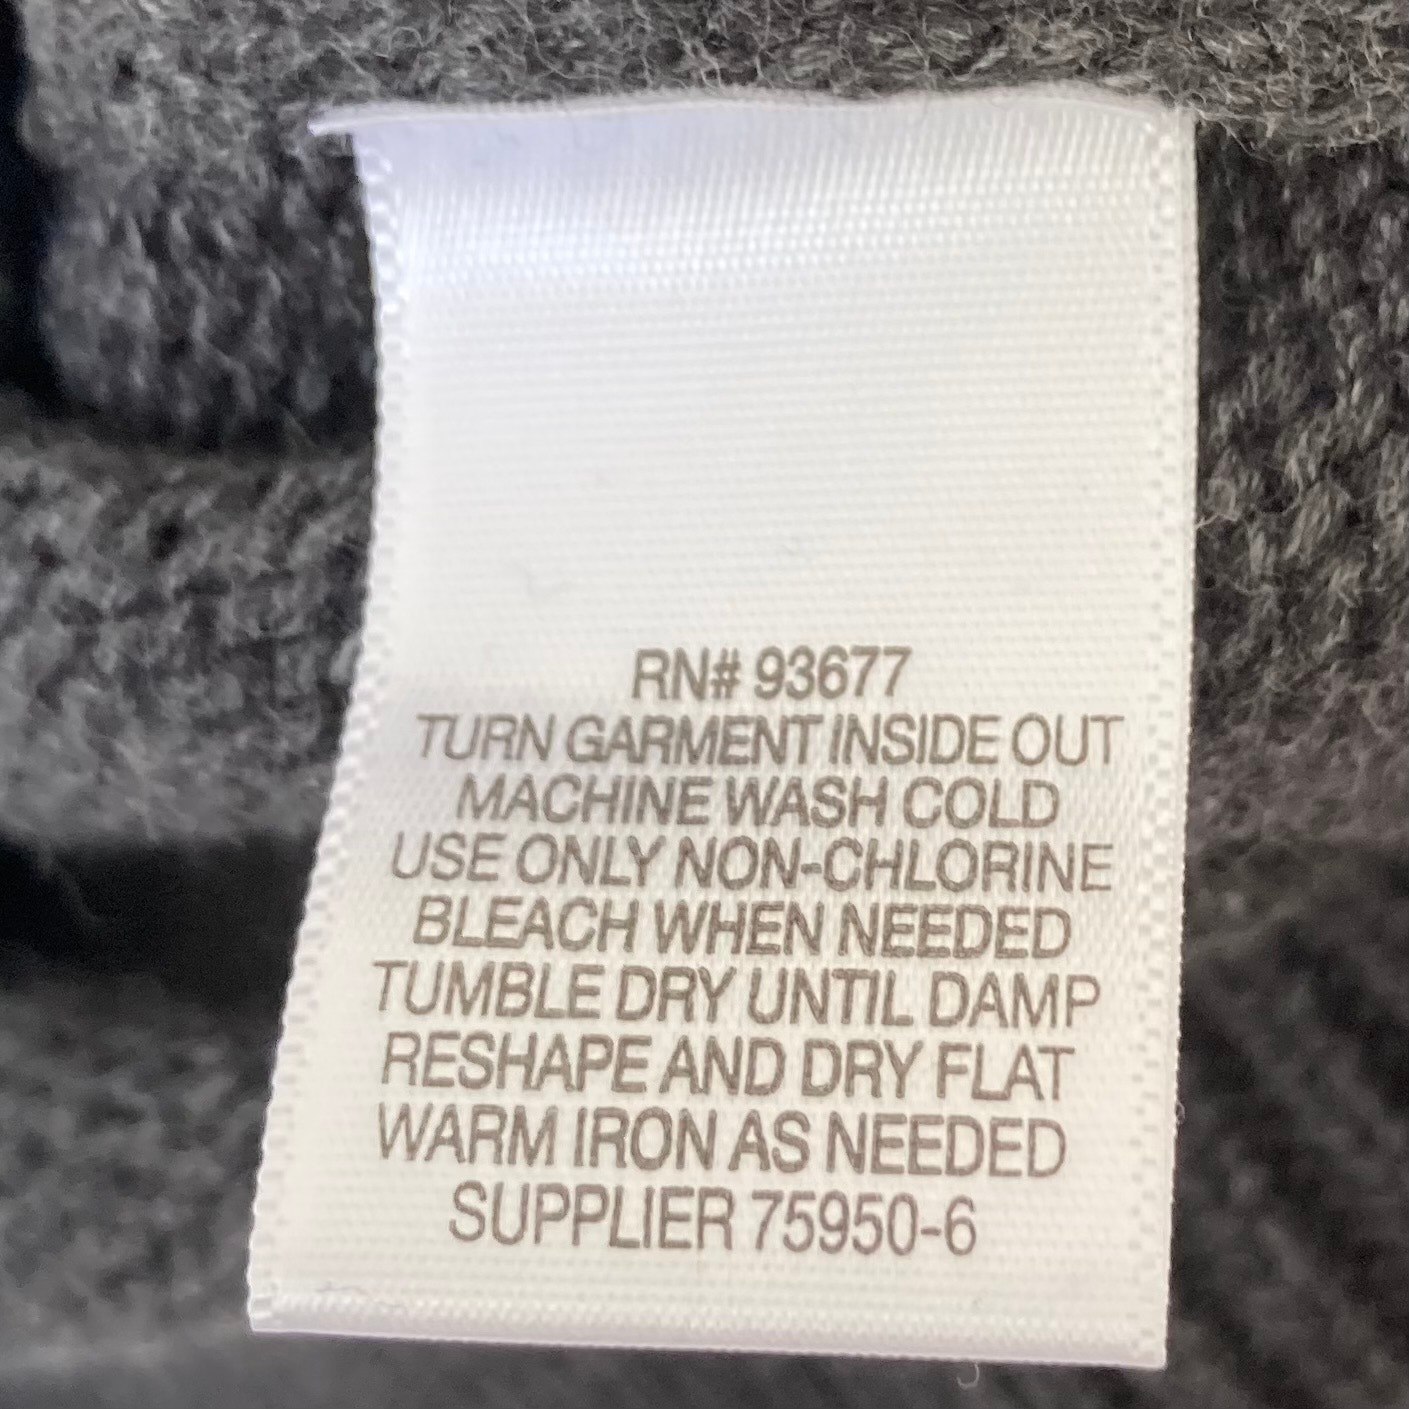 RN# 93677
TURN GARMENT INSIDE OUT
MACHINE WASH COLD
USE ONLY NON-CHLORINE
BLEACH WHEN NEEDED
TUMBLE DRY UNTIL DAMP
RESHAPE AND DRY FLAT
WARM IRON AS NEEDED
SUPPLIER 75950-6